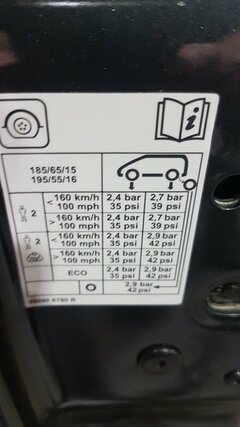 185/65/15
195/55/16
2 < 160 km/h 100 mph 2,4 bar 35 psi 2,7 bar 39 psi
> 160 km/h 100 mph 2,4 bar 35 psi 2,7 bar 39 psi
2 < 160 km/h 100 mph 2,4 bar 35 psi 2,9 bar 42 psi
> 160 km/h 100 mph 2,4 bar 35 psi 2,9 bar 42 psi
ECO 2,4 bar 35 psi 2,9 bar 42 psi
2,9 bar
42 psi